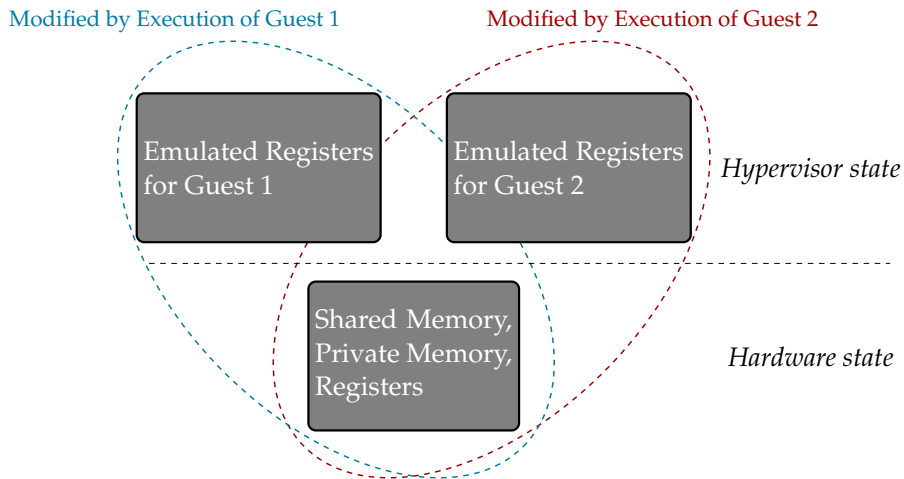 Modified by Execution of Guest 1
Modified by Execution of Guest 2
Emulated Registers
for Guest 1
Emulated Registers
for Guest 2
Hypervisor state
Shared Memory,
Private Memory,
Registers
Hardware state